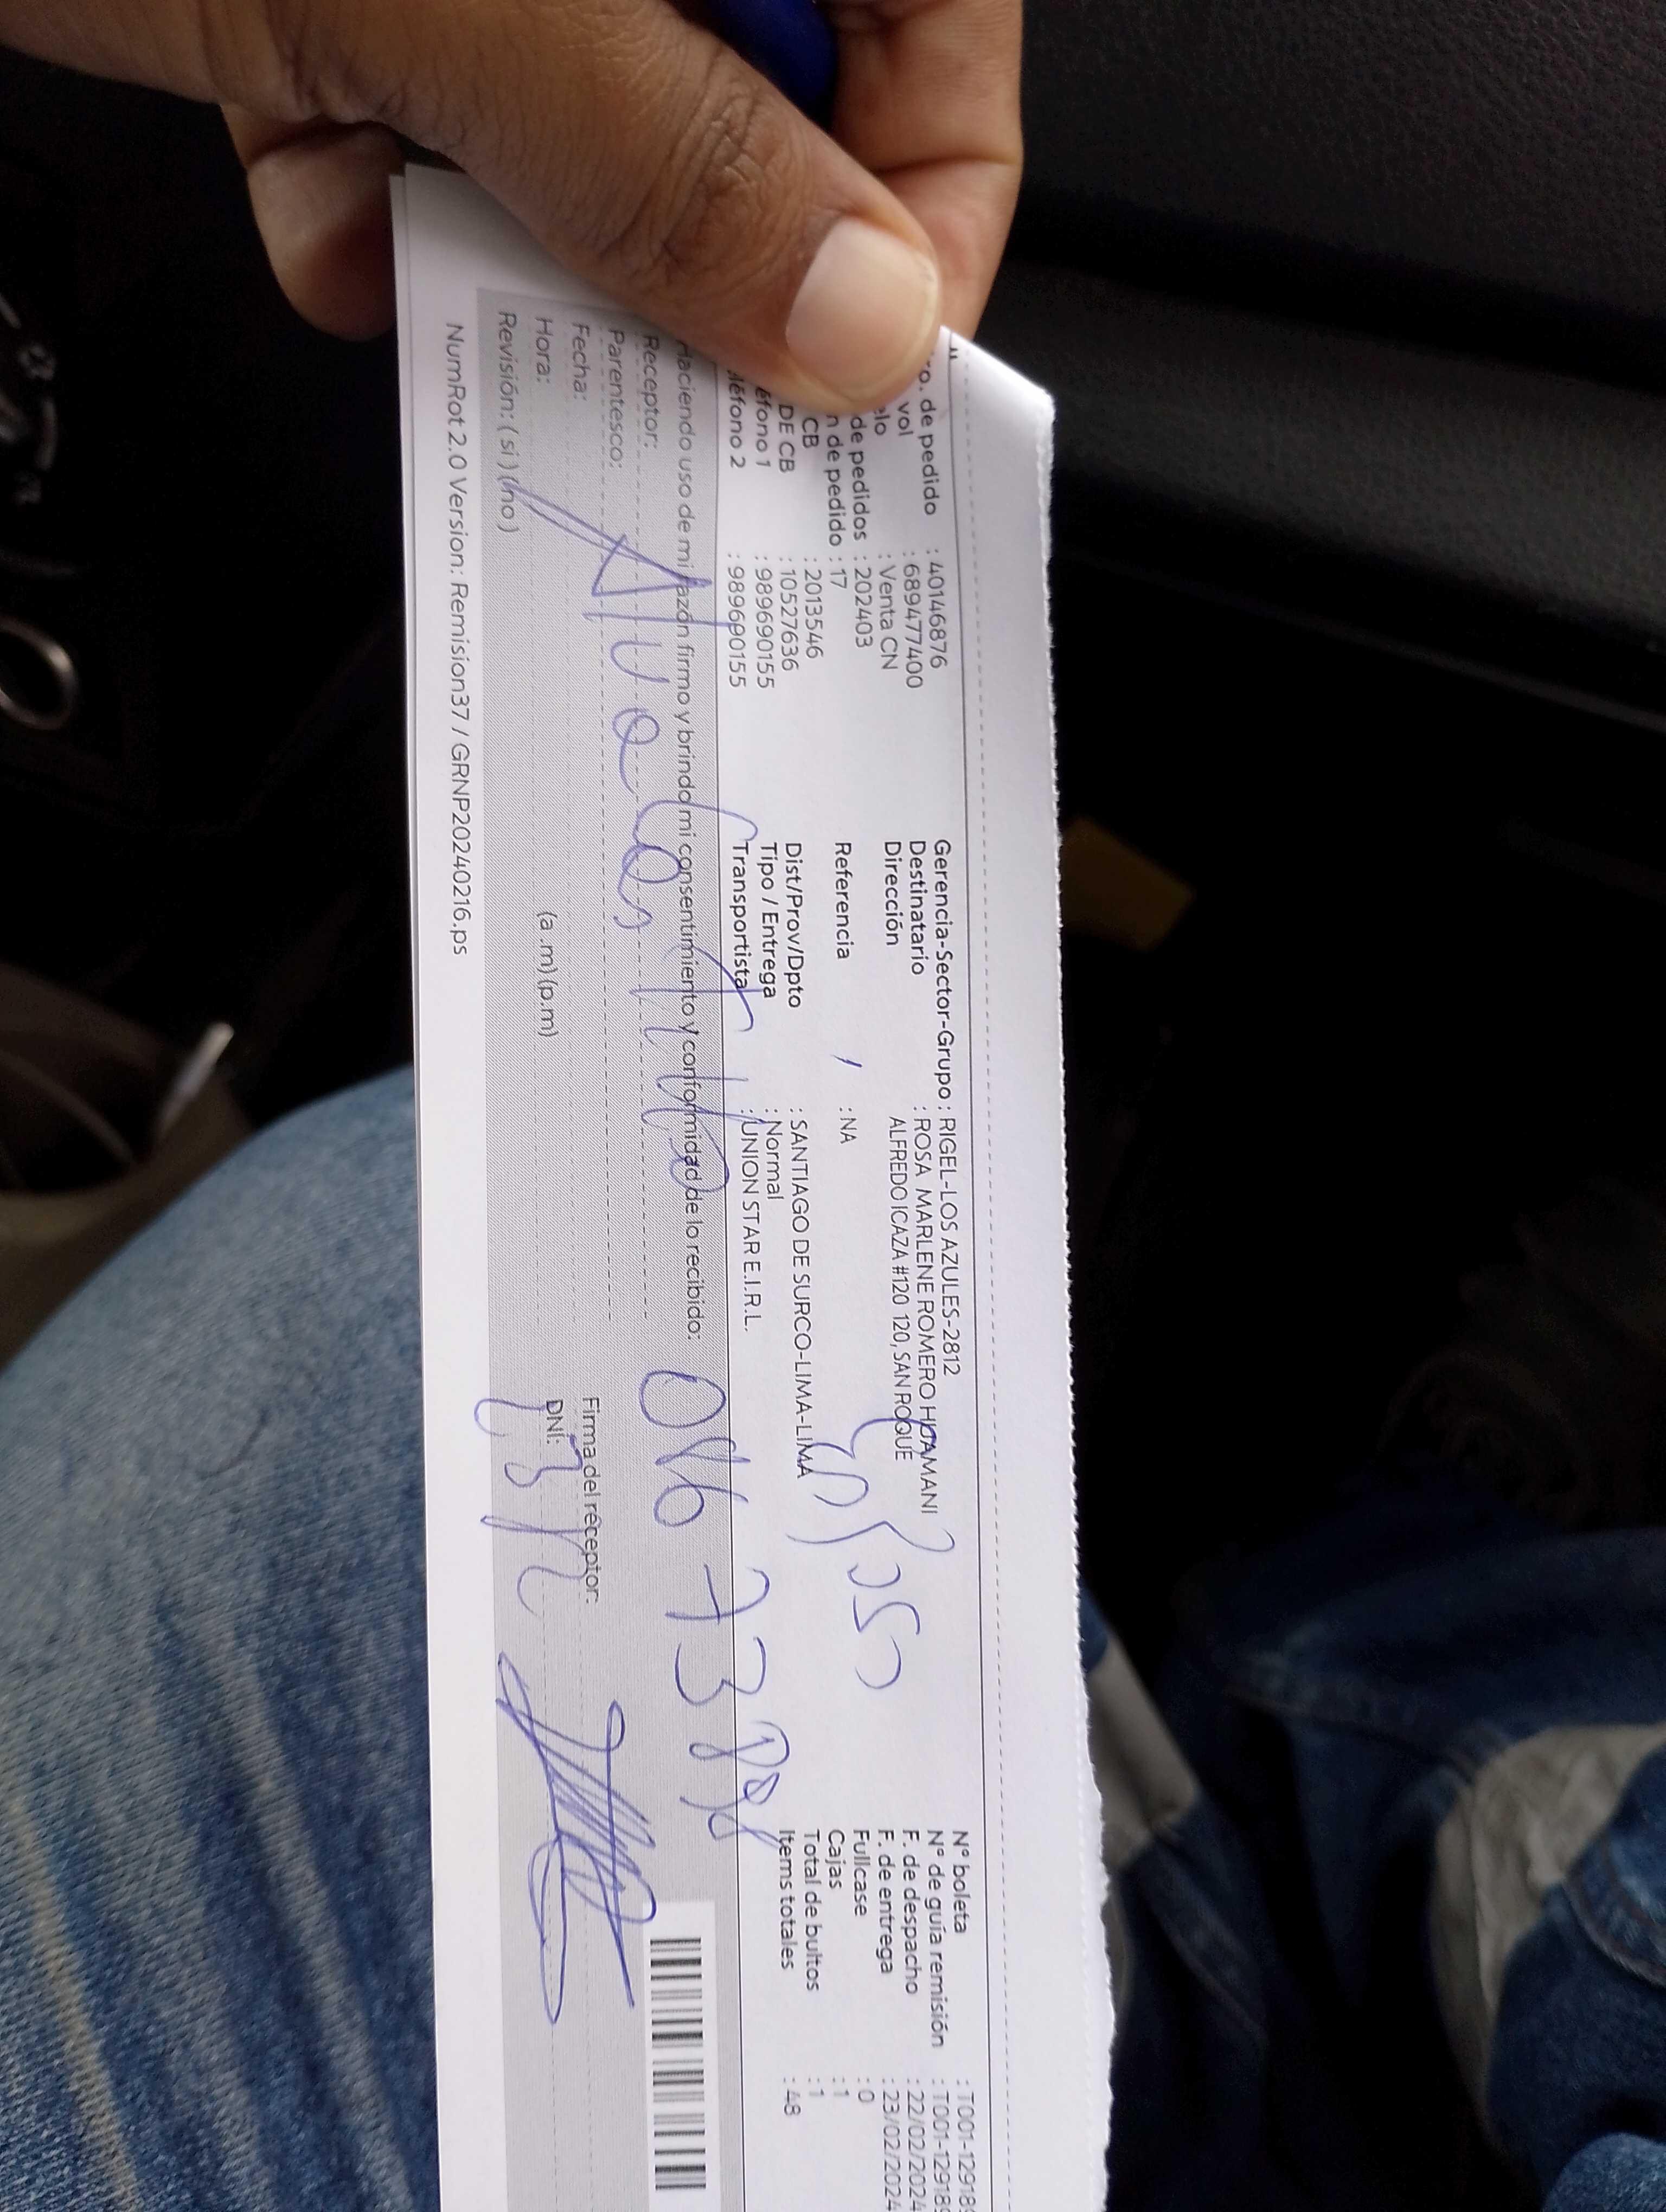 ro. de pedido : 40146876
vol : 689477400
elo : Venta CN
de pedidos : 202403
n de pedido : 17
CB : 2013546
DE CB : 10527636
éfono 1 : 989690155
léfono 2 : 989690155
Gerencia-Sector-Grupo : RIGEL-LOS AZULES-2812
Destinatario : ROSA MARLENE ROMERO HUAMANI
Dirección ALFREDO ICAZA #120 120, SAN ROQUE
Referencia : NA
Dist/Prov/Dpto : SANTIAGO DE SURCO-LIMA-LIMA
Tipo / Entrega : Normal
Transportista : UNION STAR E.I.R.L.
N° boleta : T001-12918
N° de guía remisión : T001-12918
F. de despacho : 22/02/2024
F. de entrega : 23/02/2024
Fullcase : 0
Cajas : 1
Total de bultos : 1
Items totales : 48
Haciendo uso de mi razón firmo y brindo mi consentimiento y conformidad de lo recibido:
Receptor:
Parentesco:
Fecha:
Hora: (a .m) (p.m)
Revisión: ( si ) ( no )
Firma del receptor:
DNI:
NumRot 2.0 Version: Remision37 / GRNP20240216.ps